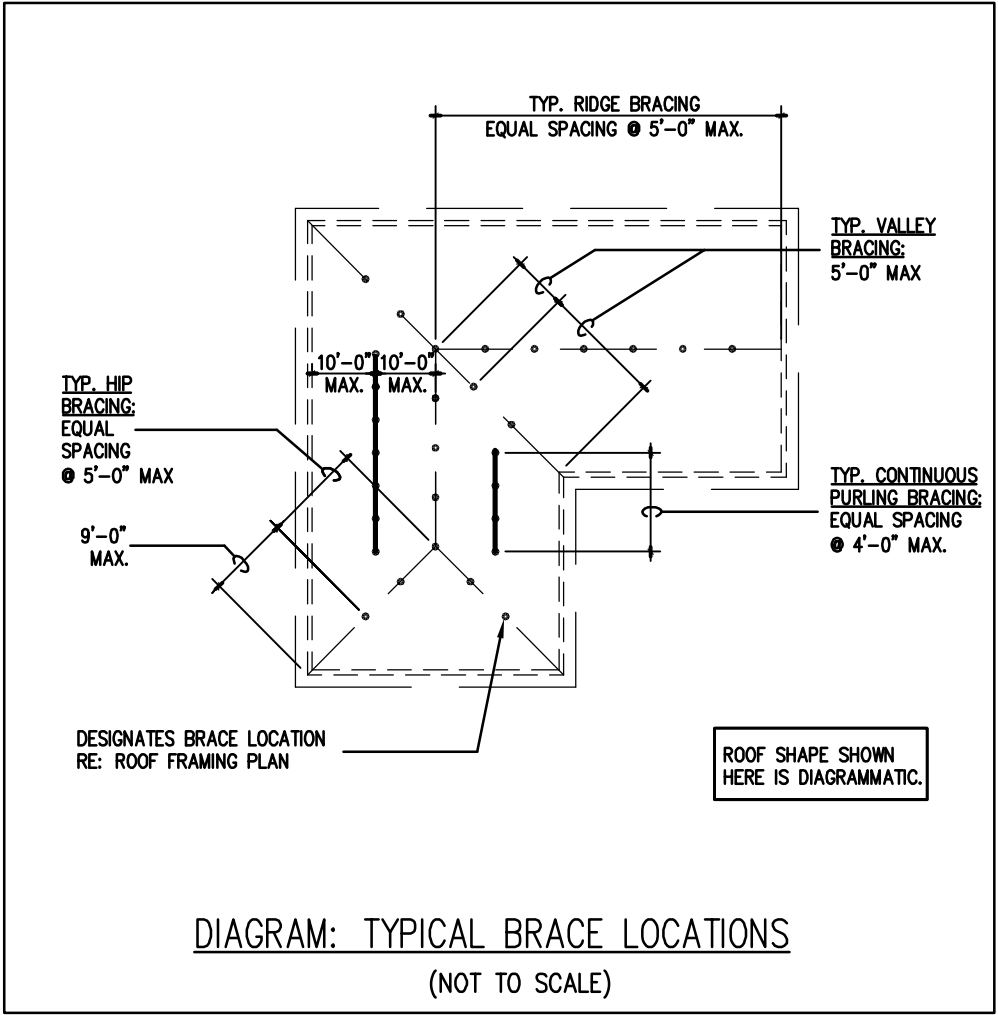 TYP. RIDGE BRACING
EQUAL SPACING @ 5'-0" MAX.
TYP. VALLEY
BRACING:
5'-0" MAX
10'-0" 10'-0"
MAX. MAX.
TYP. HIP
BRACING:
EQUAL
SPACING
@ 5'-0" MAX
9'-0"
MAX.
TYP. CONTINUOUS
PURLING BRACING:
EQUAL SPACING
@ 4'-0" MAX.
DESIGNATES BRACE LOCATION
RE: ROOF FRAMING PLAN
ROOF SHAPE SHOWN
HERE IS DIAGRAMMATIC.
DIAGRAM: TYPICAL BRACE LOCATIONS
(NOT TO SCALE)